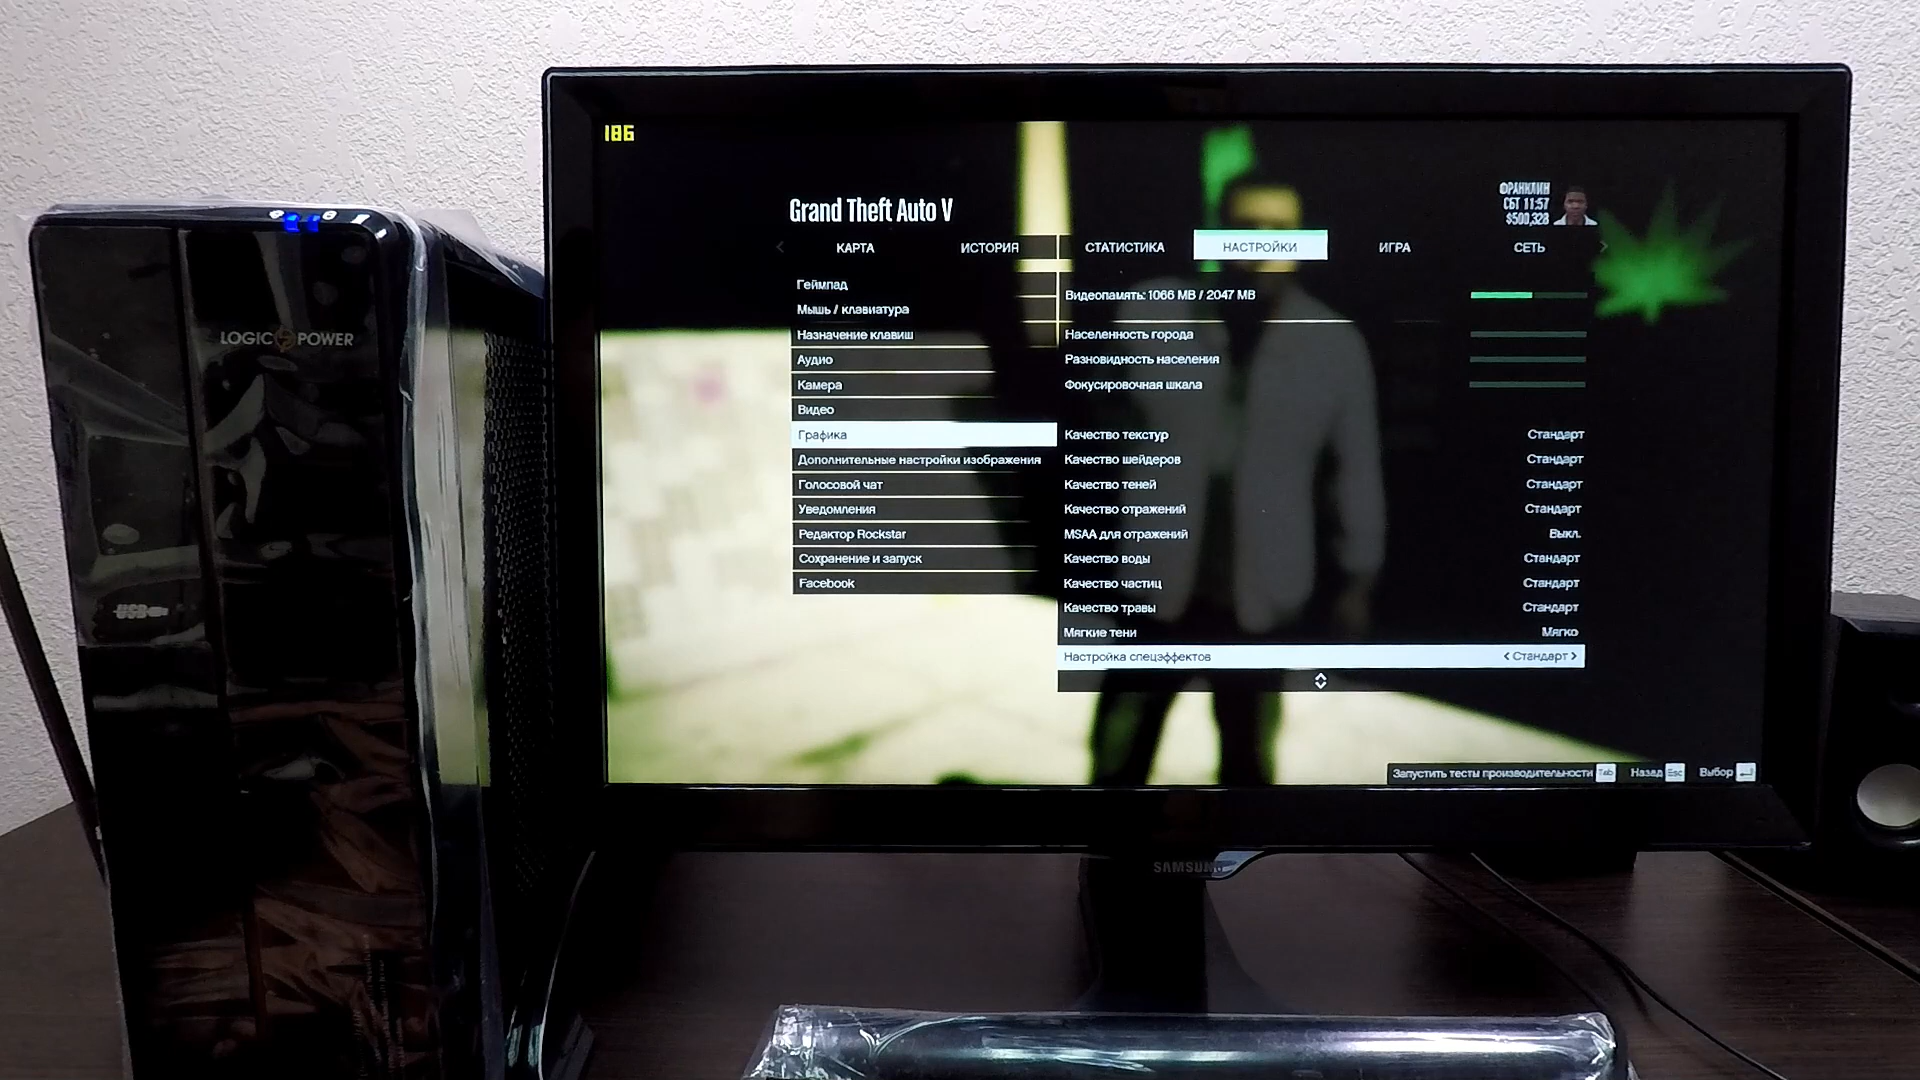 186
Grand Theft Auto V
ФРАНКЛИН
СБТ 11:57
$500,328
КАРТА ИСТОРИЯ СТАТИСТИКА НАСТРОЙКИ ИГРА СЕТЬ
Геймпад
Мышь / клавиатура
Назначение клавиш
Аудио
Камера
Видео
Графика
Дополнительные настройки изображения
Голосовой чат
Уведомления
Редактор Rockstar
Сохранение и запуск
Facebook
Видеопамять: 1066 MB / 2047 MB
Населенность города
Разновидность населения
Фокусировочная шкала
Качество текстур Стандарт
Качество шейдеров Стандарт
Качество теней Стандарт
Качество отражений Стандарт
MSAA для отражений Выкл.
Качество воды Стандарт
Качество частиц Стандарт
Качество травы Стандарт
Мягкие тени Мягко
Настройка спецэффектов < Стандарт >
Запустить тесты производительности Tab Назад Esc Выбор
LOGIC POWER
USB
SAMSUNG